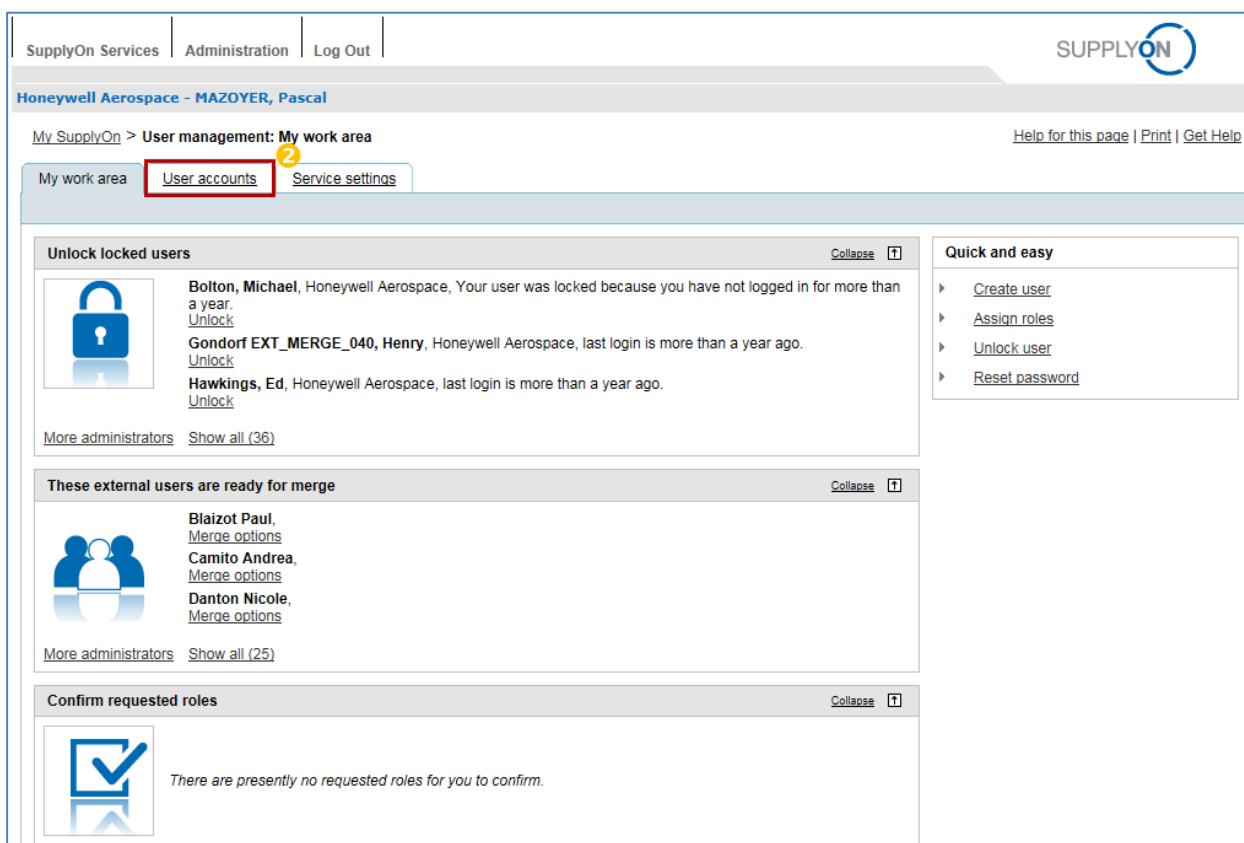 SupplyOn Services Administration Log Out
SUPPLYON
Honeywell Aerospace - MAZOYER, Pascal
My SupplyOn > User management: My work area
Help for this page | Print | Get Help
2
My work area User accounts Service settings
Unlock locked users Collapse
Bolton, Michael, Honeywell Aerospace, Your user was locked because you have not logged in for more than
a year.
Unlock
Gondorf EXT_MERGE_040, Henry, Honeywell Aerospace, last login is more than a year ago.
Unlock
Hawkings, Ed, Honeywell Aerospace, last login is more than a year ago.
Unlock
More administrators Show all (36)
Quick and easy
Create user
Assign roles
Unlock user
Reset password
These external users are ready for merge Collapse
Blaizot Paul,
Merge options
Camito Andrea,
Merge options
Danton Nicole,
Merge options
More administrators Show all (25)
Confirm requested roles Collapse
There are presently no requested roles for you to confirm.